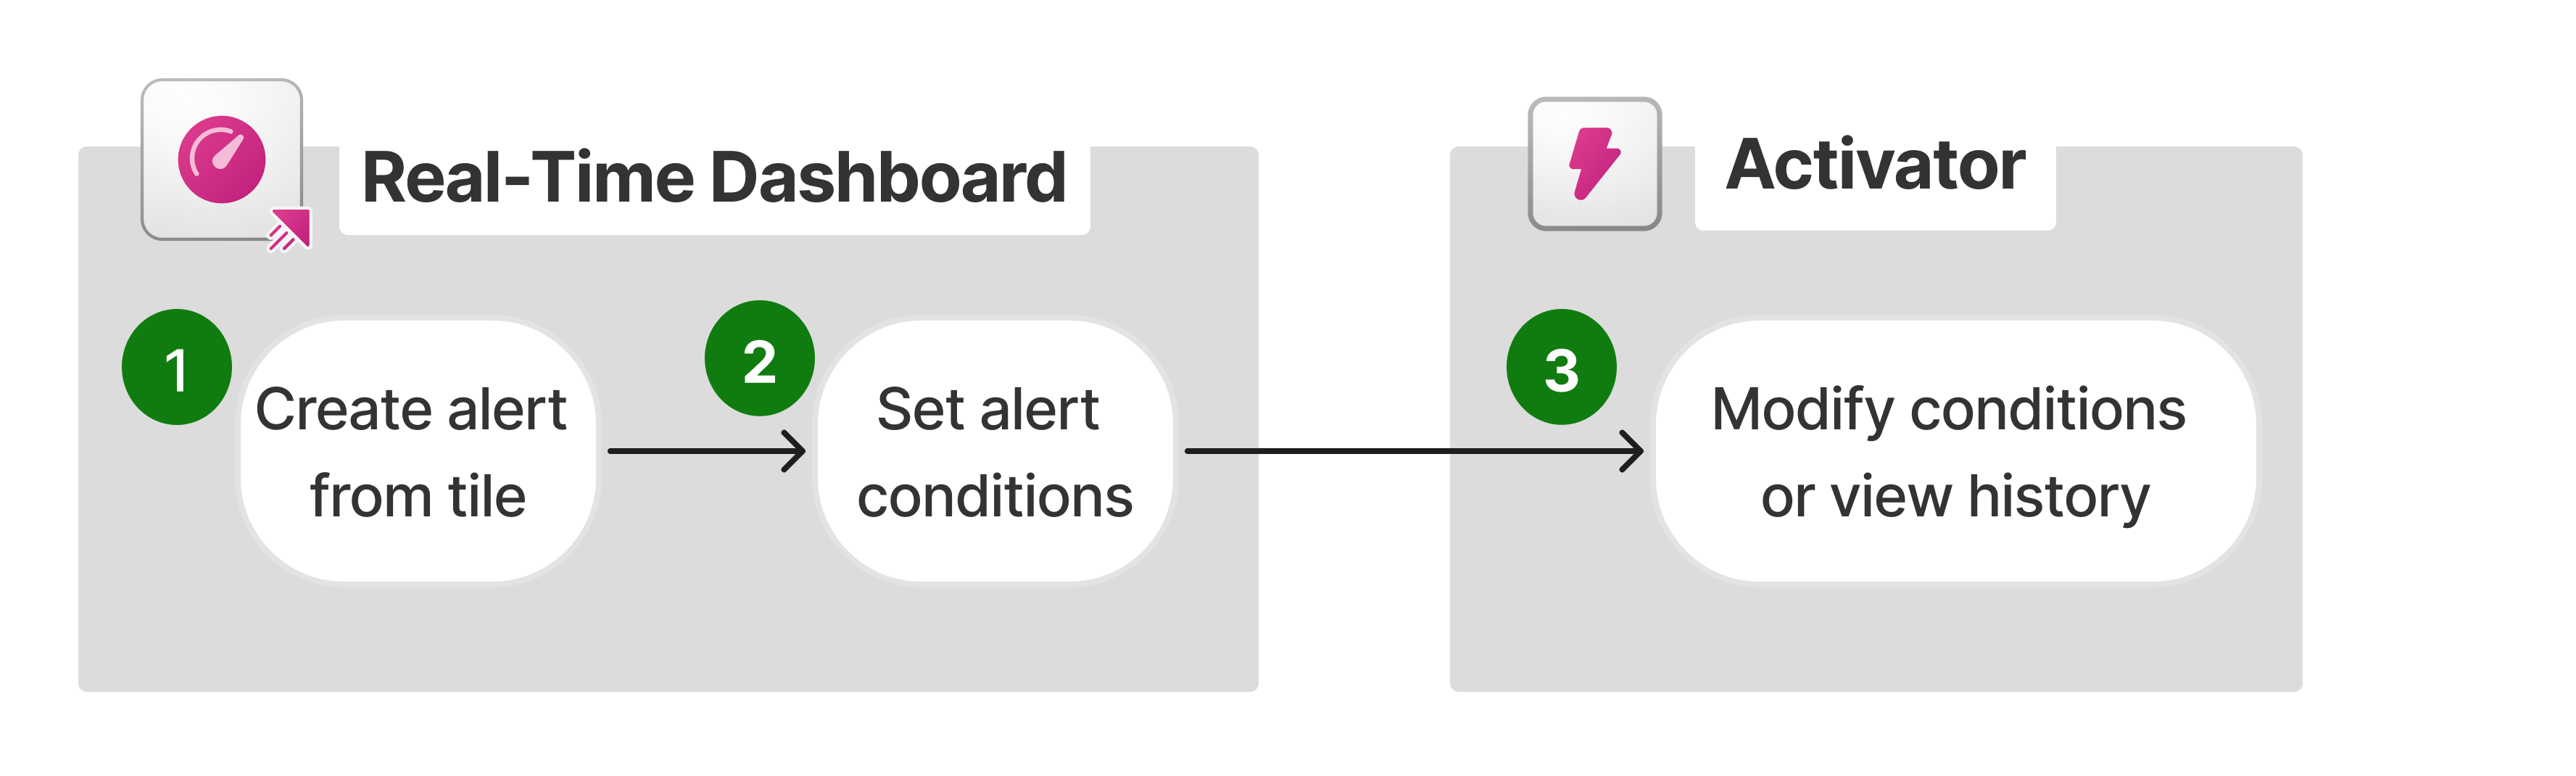 Real-Time Dashboard
Activator
1
Create alert
from tile
2
Set alert
conditions
3
Modify conditions
or view history